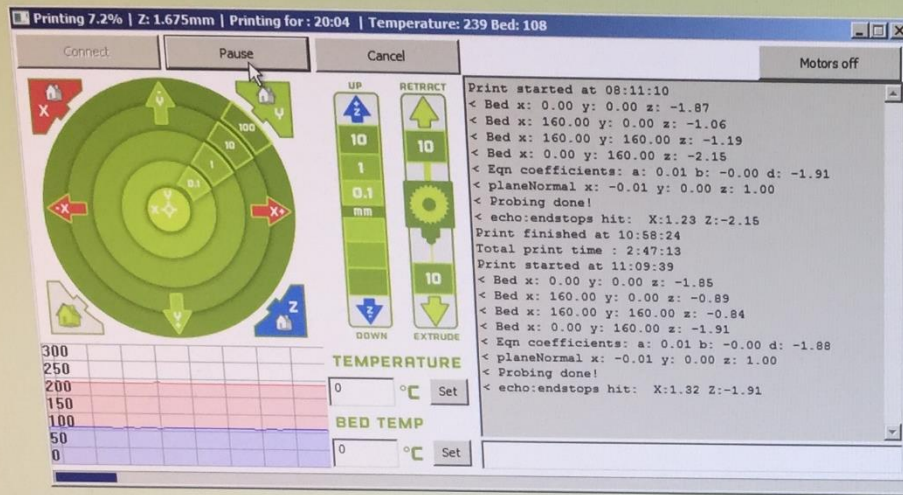 Printing 7.2% | Z: 1.675mm | Printing for : 20:04 | Temperature: 239 Bed: 108
Connect
Pause
Cancel
Motors off
X
Y
Y
100
10
1
0.1
-X
X+
Y
X
Y
Z
UP
Z
10
1
0.1
mm
Z
DOWN
RETRACT
10
10
EXTRUDE
300
250
200
150
100
50
0
TEMPERATURE
0
°C
Set
BED TEMP
0
°C
Set
Print started at 08:11:10
< Bed x: 0.00 y: 0.00 z: -1.87
< Bed x: 160.00 y: 0.00 z: -1.06
< Bed x: 160.00 y: 160.00 z: -1.19
< Bed x: 0.00 y: 160.00 z: -2.15
< Eqn coefficients: a: 0.01 b: -0.00 d: -1.91
< planeNormal x: -0.01 y: 0.00 z: 1.00
< Probing done!
< echo:endstops hit: X:1.23 Z:-2.15
Print finished at 10:58:24
Total print time : 2:47:13
Print started at 11:09:39
< Bed x: 0.00 y: 0.00 z: -1.85
< Bed x: 160.00 y: 0.00 z: -0.89
< Bed x: 160.00 y: 160.00 z: -0.84
< Bed x: 0.00 y: 160.00 z: -1.91
< Eqn coefficients: a: 0.01 b: -0.00 d: -1.88
< planeNormal x: -0.01 y: 0.00 z: 1.00
< Probing done!
< echo:endstops hit: X:1.32 Z:-1.91